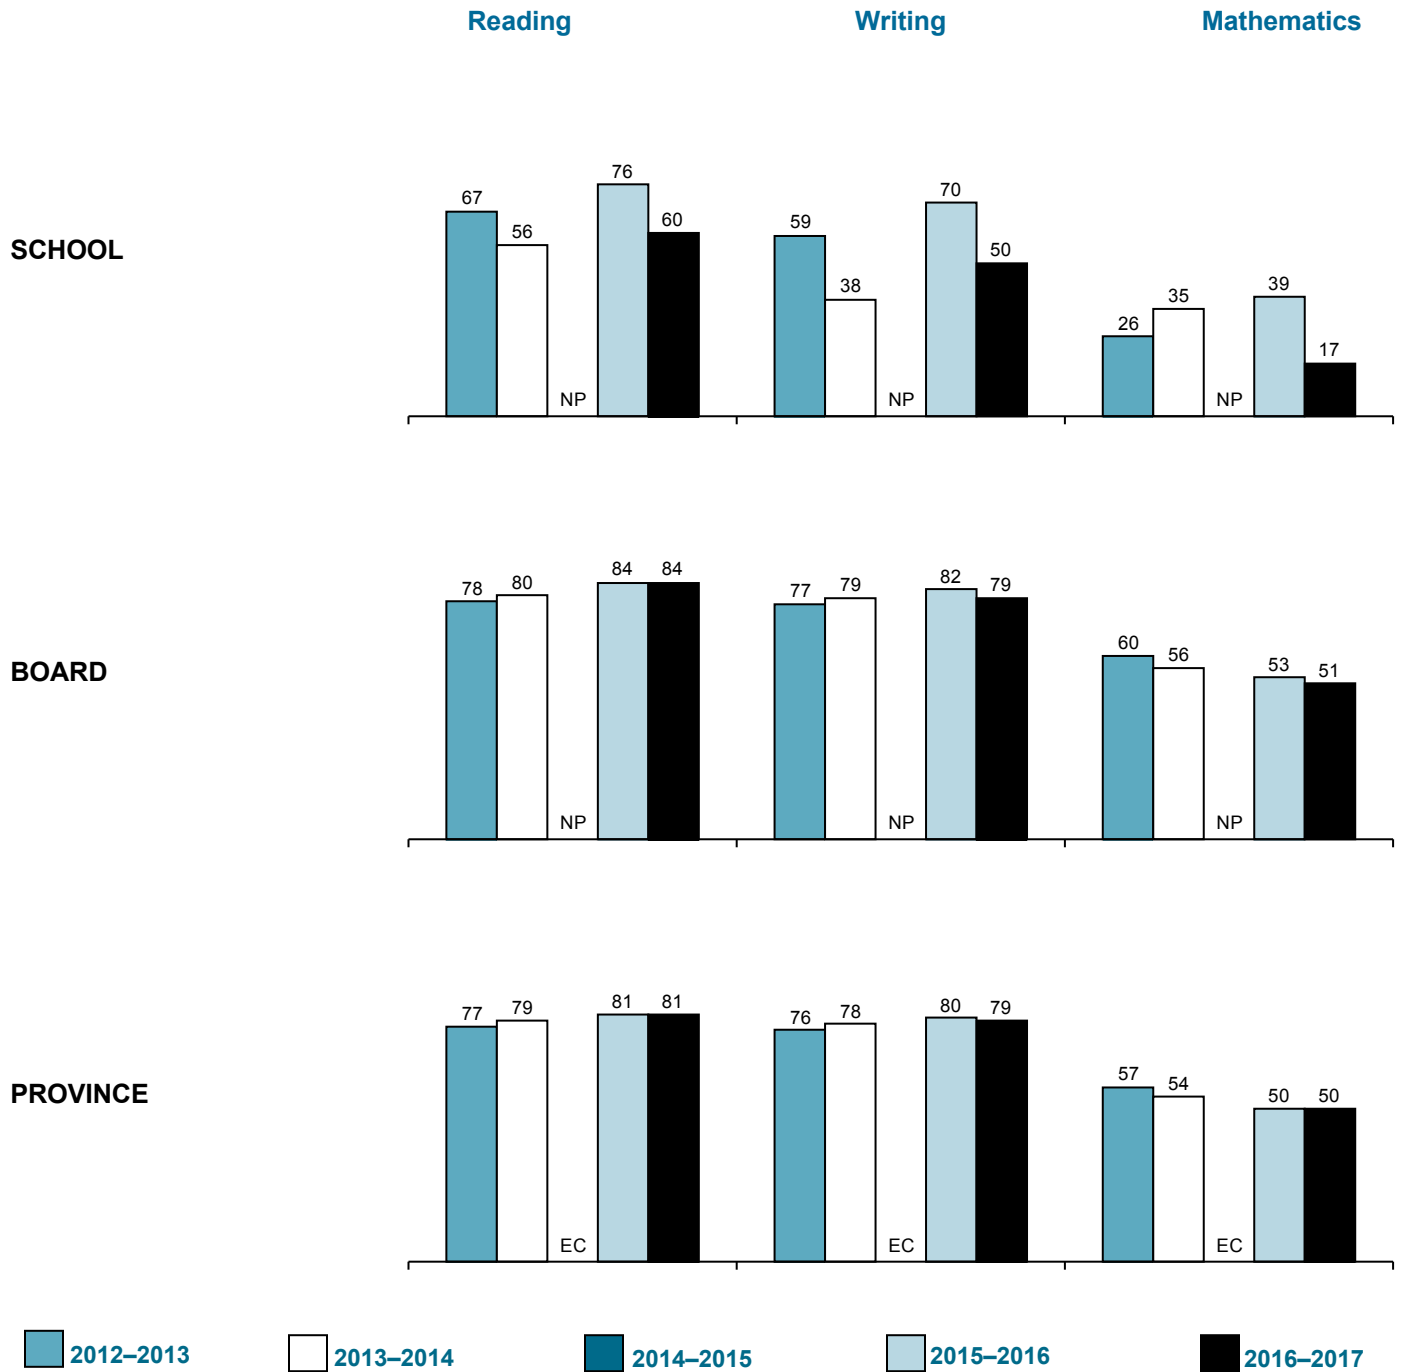 Reading Writing Mathematics
SCHOOL
67 56 NP 76 60 59 38 NP 70 50 26 35 NP 39 17
BOARD
78 80 NP 84 84 77 79 NP 82 79 60 56 NP 53 51
PROVINCE
77 79 EC 81 81 76 78 EC 80 79 57 54 EC 50 50
2012–2013 2013–2014 2014–2015 2015–2016 2016–2017